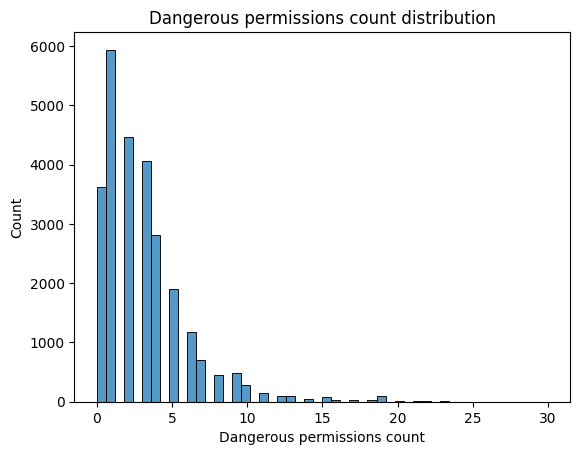 Dangerous permissions count distribution
6000
5000
4000
3000
2000
1000
0
Count
0 5 10 15 20 25 30
Dangerous permissions count